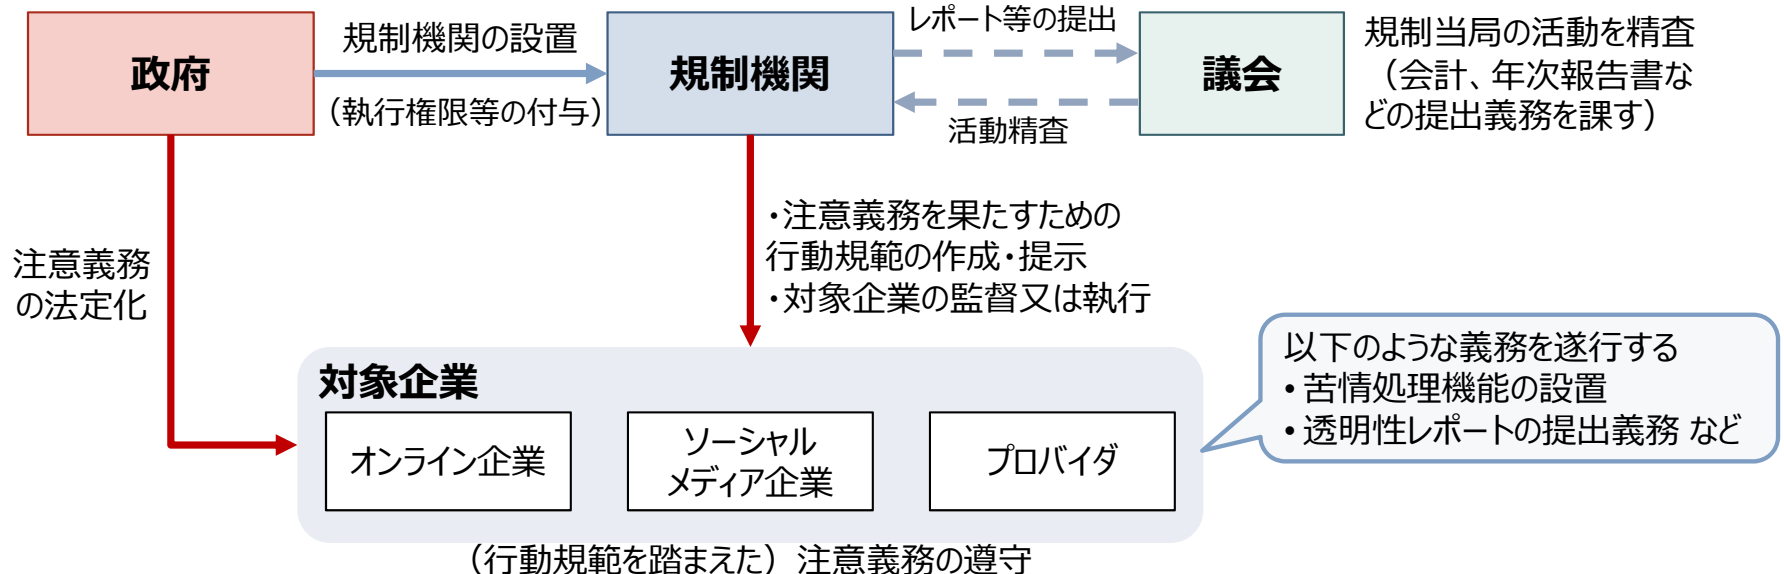 政府
規制機関の設置
(執行権限等の付与)
規制機関
レポート等の提出
活動精査
議会
規制当局の活動を精査
(会計、年次報告書な
どの提出義務を課す)
注意義務
の法定化
・注意義務を果たすための
行動規範の作成・提示
・対象企業の監督又は執行
対象企業
オンライン企業
ソーシャル
メディア企業
プロバイダ
以下のような義務を遂行する
• 苦情処理機能の設置
• 透明性レポートの提出義務 など
(行動規範を踏まえた)注意義務の遵守